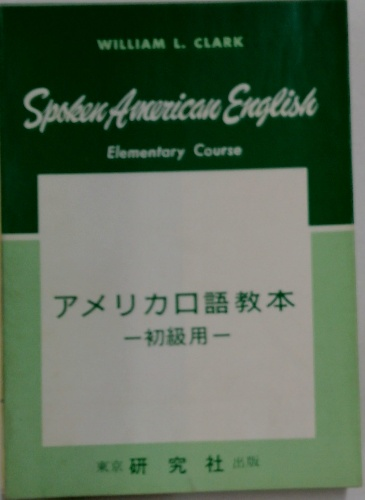 WILLIAM L. CLARK
Spoken American English
Elementary Course
アメリカ口語教本
ー初級用ー
東京 研究社 出版